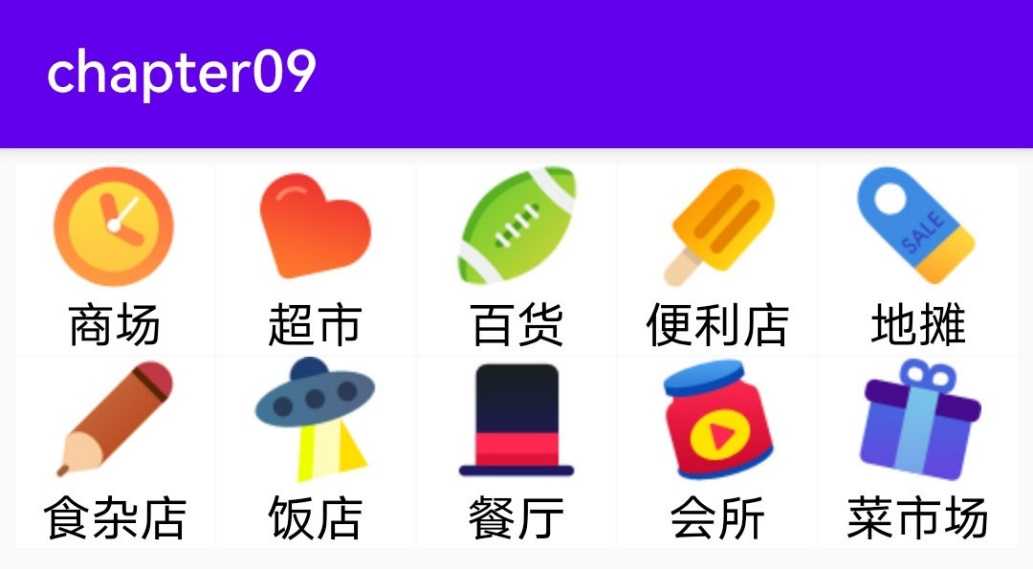 chapter09
SALE
商场 超市 百货 便利店 地摊
食杂店 饭店 餐厅 会所 菜市场